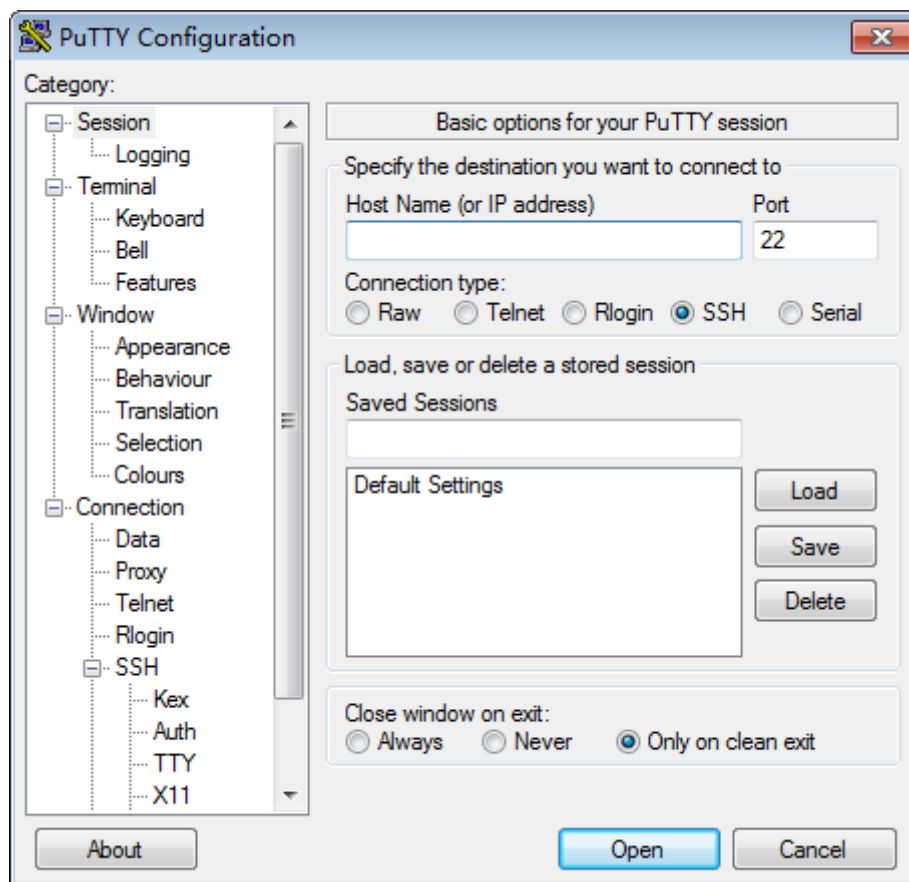 PuTTY Configuration
Category:
Session
Logging
Terminal
Keyboard
Bell
Features
Window
Appearance
Behaviour
Translation
Selection
Colours
Connection
Data
Proxy
Telnet
Rlogin
SSH
Kex
Auth
TTY
X11
Basic options for your PuTTY session
Specify the destination you want to connect to
Host Name (or IP address) Port
22
Connection type:
Raw Telnet Rlogin SSH Serial
Load, save or delete a stored session
Saved Sessions
Default Settings
Load
Save
Delete
Close window on exit:
Always Never Only on clean exit
About Open Cancel